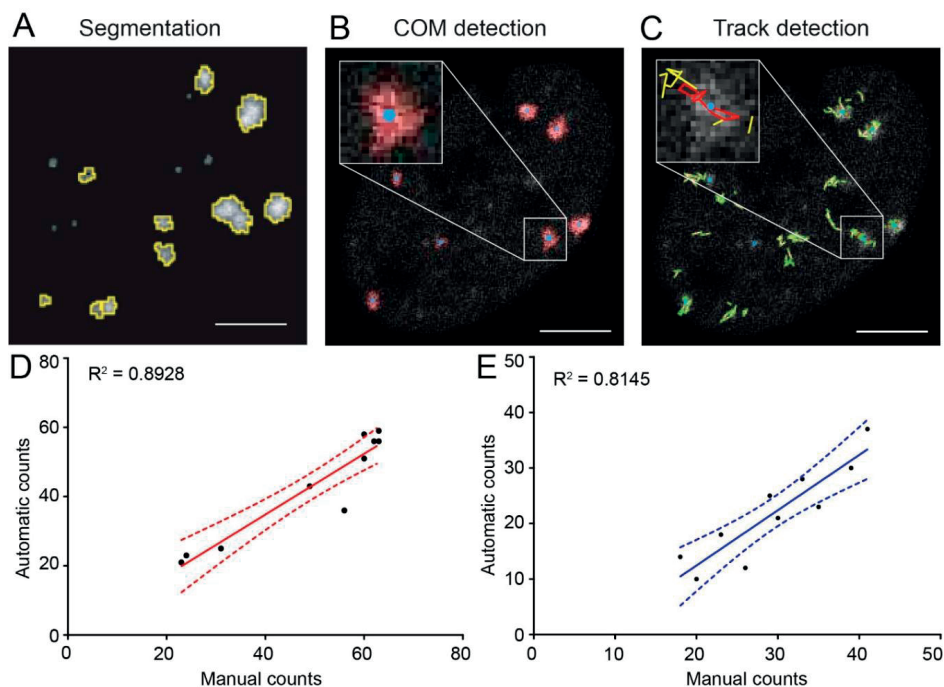 A Segmentation
B COM detection
C Track detection
D
R² = 0.8928
80
60
40
20
0
Automatic counts
0 20 40 60 80
Manual counts
E
R² = 0.8145
50
40
30
20
10
0
Automatic counts
0 10 20 30 40 50
Manual counts